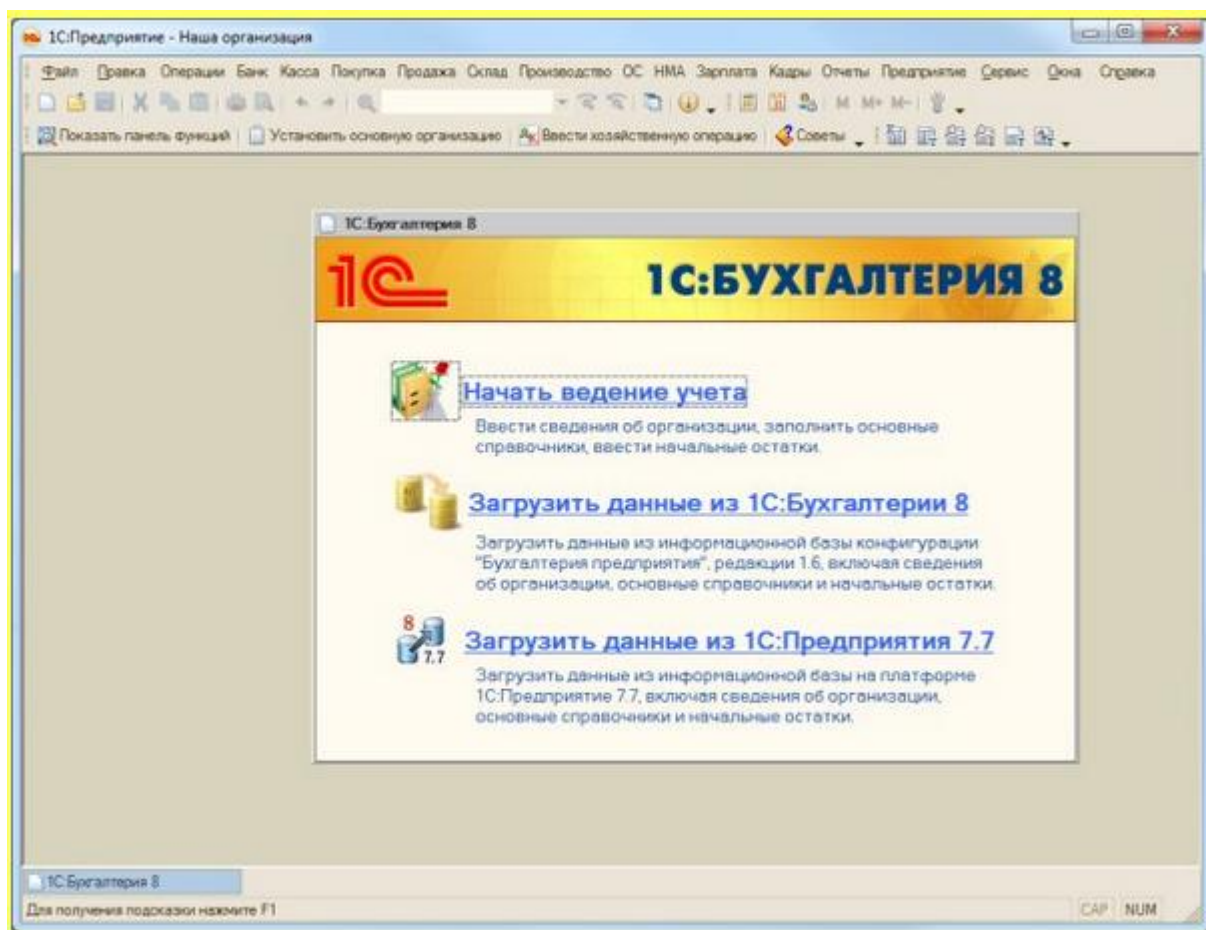 1С:Предприятие - Наша организация
Файл Правка Операции Банк Касса Покупка Продажа Склад Производство ОС НМА Зарплата Кадры Отчеты Предприятие Сервис Окна Справка
M M+ M-
Показать панель функций Установить основную организацию Ввести хозяйственную операцию Советы
1С:Бухгалтерия 8
1С 1С:БУХГАЛТЕРИЯ 8
Начать ведение учета
Ввести сведения об организации, заполнить основные
справочники, ввести начальные остатки.
Загрузить данные из 1С:Бухгалтерии 8
Загрузить данные из информационной базы конфигурации
"Бухгалтерия предприятия", редакции 1.6, включая сведения
об организации, основные справочники и начальные остатки.
8
7.7
Загрузить данные из 1С:Предприятия 7.7
Загрузить данные из информационной базы на платформе
1С:Предприятие 7.7, включая сведения об организации,
основные справочники и начальные остатки.
1С:Бухгалтерия 8
Для получения подсказки нажмите F1
CAP NUM